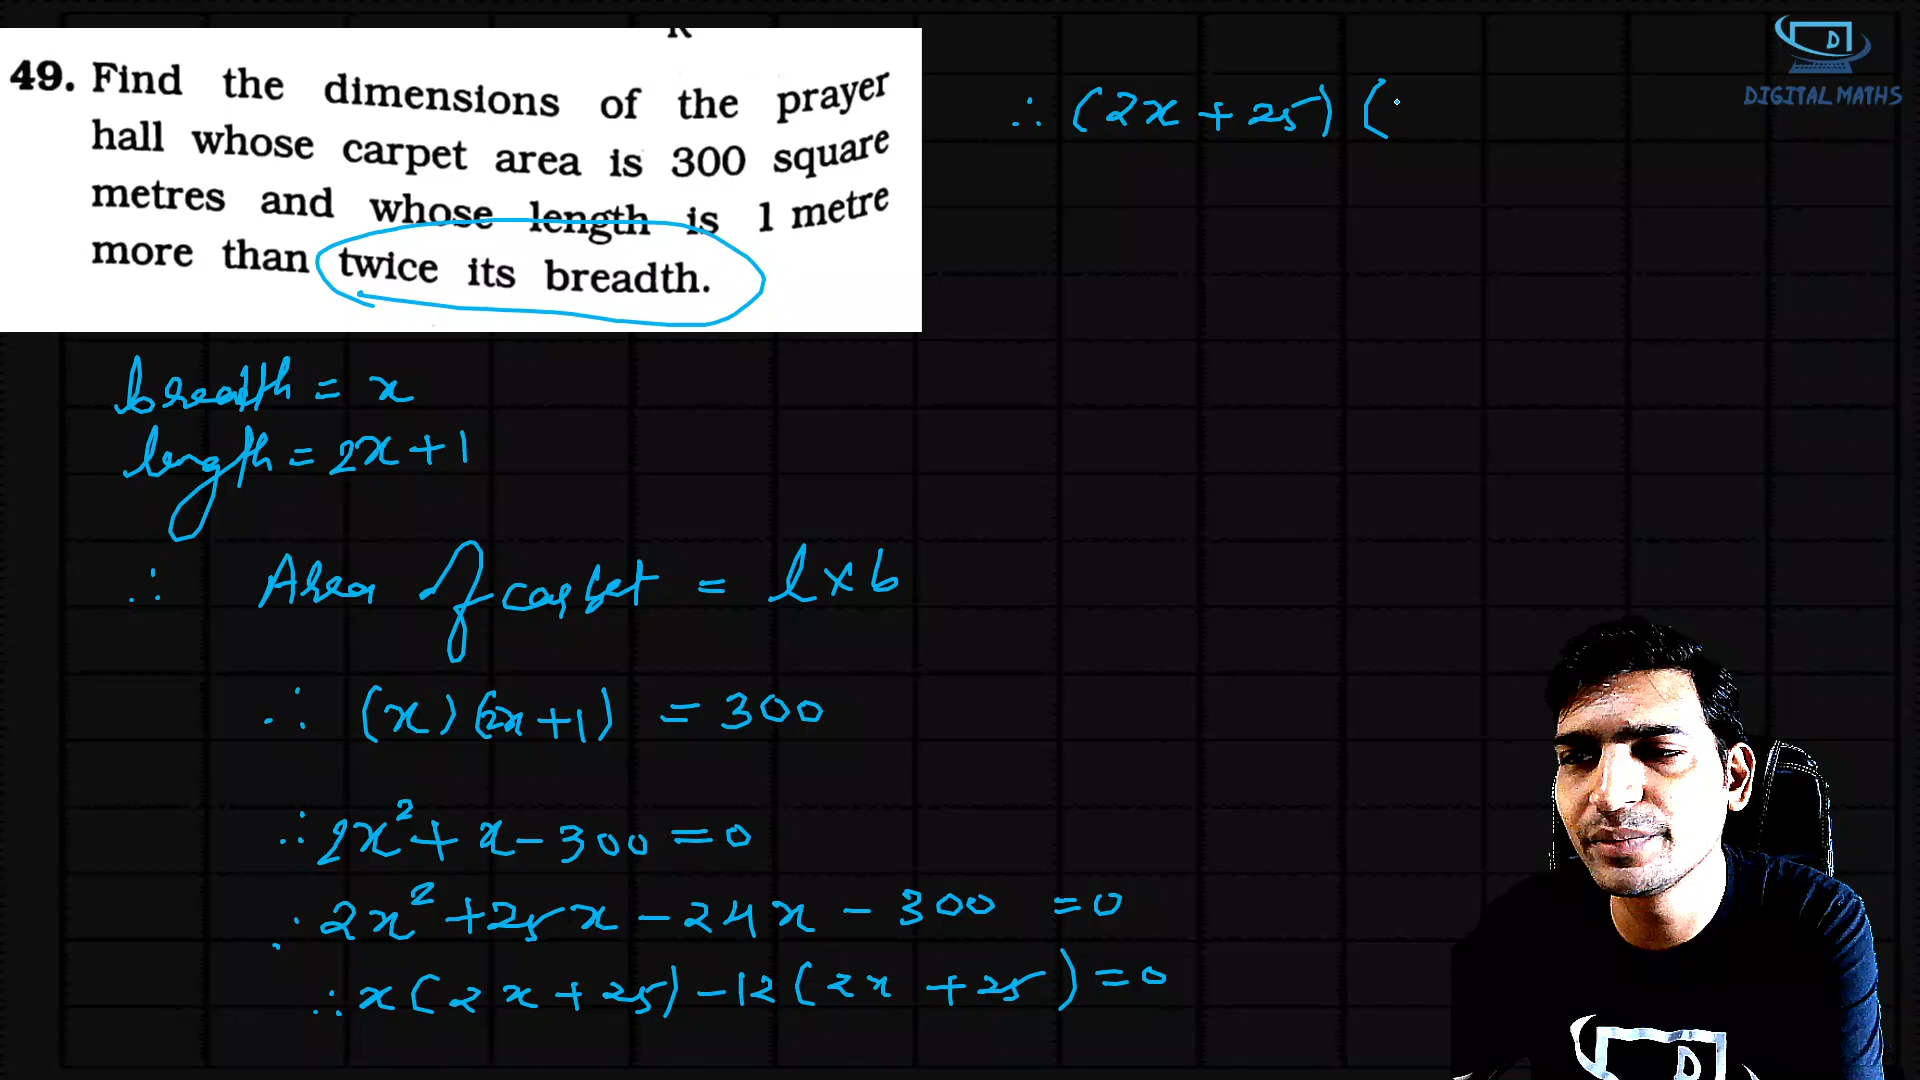 49. Find the dimensions of the prayer
hall whose carpet area is 300 square
metres and whose length is 1 metre
more than twice its breadth.
breadth = x
length = 2x+1
∴ Area of carpet = l×b
∴ (x)(2x+1) = 300
∴ 2x²+x-300=0
∴ 2x²+25x-24x-300 =0
∴ x(2x+25)-12(2x+25)=0
∴ (2x+25)(
D
DIGITAL MATHS
D